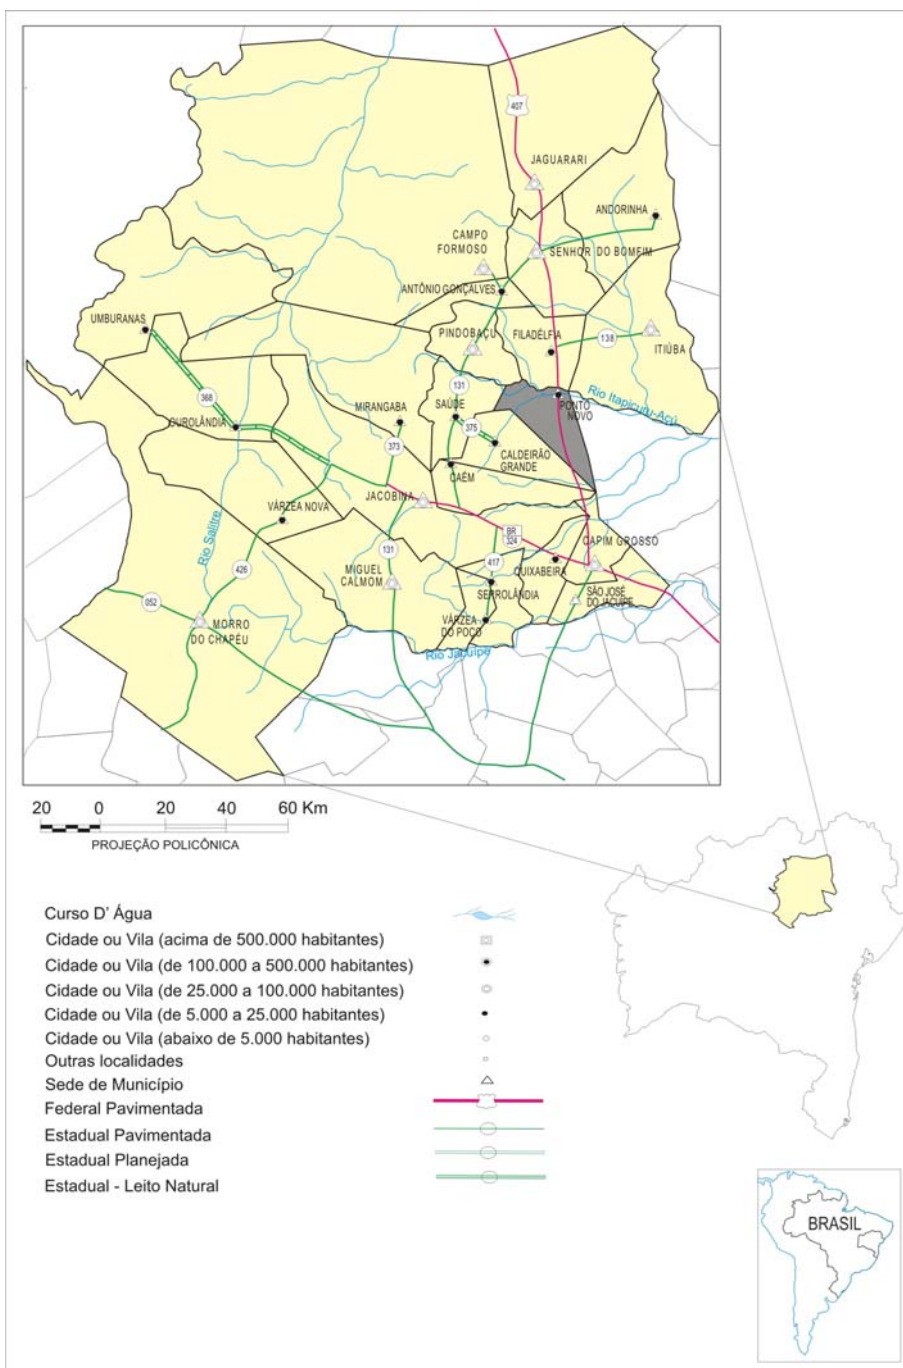 407
JAGUARARI
ANDORINHA
CAMPO
FORMOSO
SENHOR DO BOMFIM
ANTÔNIO GONÇALVES
UMBURANAS
PINDOBAÇU
FILADÉLFIA
138
ITIÚBA
131
368
Rio Itapicuru-Açú
MIRANGABA
SAÚDE
PONTO
NOVO
OUROLÂNDIA
375
373
CALDEIRÃO
GRANDE
CAÉM
JACOBINA
VÁRZEA NOVA
BR
324
CAPIM GROSSO
Rio Salitre
131
417
QUIXABEIRA
426
MIGUEL
CALMOM
SERROLÂNDIA
SÃO JOSÉ
DO JACUÍPE
052
MORRO
DO CHAPÉU
VÁRZEA
DO POÇO
Rio Jacuípe
20 0 20 40 60 Km
PROJEÇÃO POLICÔNICA
Curso D' Água
Cidade ou Vila (acima de 500.000 habitantes)
Cidade ou Vila (de 100.000 a 500.000 habitantes)
Cidade ou Vila (de 25.000 a 100.000 habitantes)
Cidade ou Vila (de 5.000 a 25.000 habitantes)
Cidade ou Vila (abaixo de 5.000 habitantes)
Outras localidades
Sede de Município
Federal Pavimentada
Estadual Pavimentada
Estadual Planejada
Estadual - Leito Natural
BRASIL